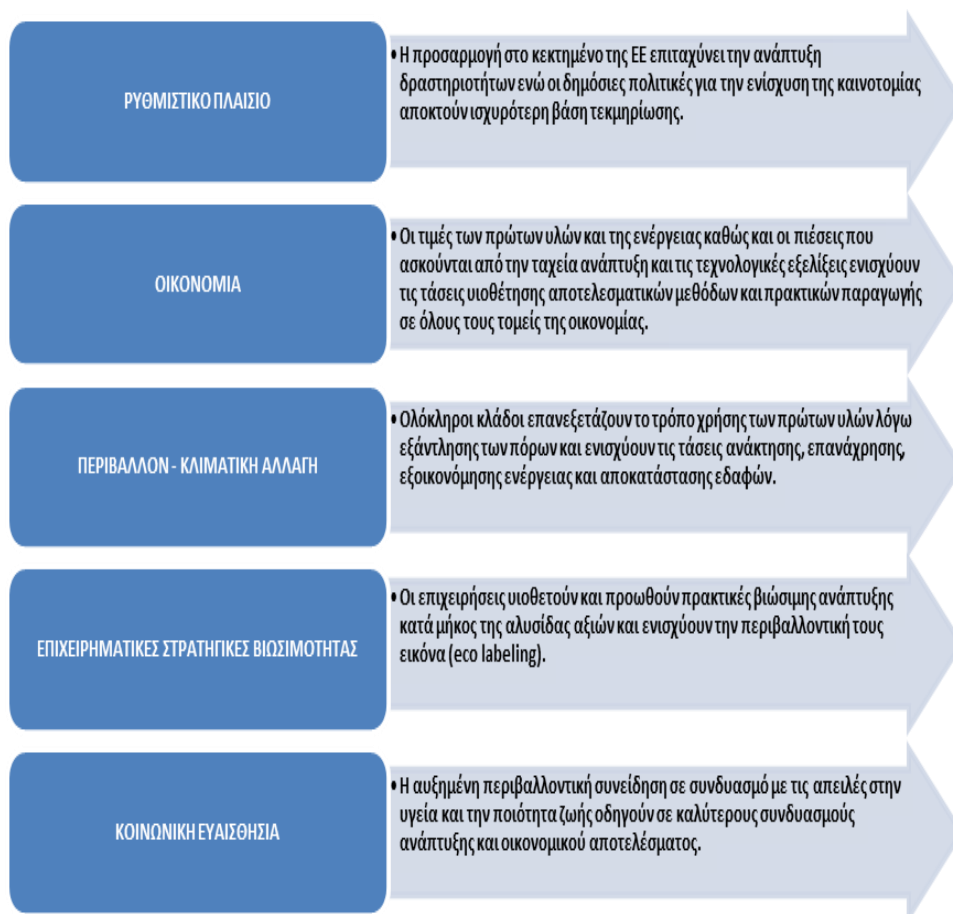 ΡΥΘΜΙΣΤΙΚΟ ΠΛΑΙΣΙΟ
• Η προσαρμογή στο κεκτημένο της ΕΕ επιταχύνει την ανάπτυξη
δραστηριοτήτων ενώ οι δημόσιες πολιτικές για την ενίσχυση της καινοτομίας
αποκτούν ισχυρότερη βάση τεκμηρίωσης.
ΟΙΚΟΝΟΜΙΑ
• Οι τιμές των πρώτων υλών και της ενέργειας καθώς και οι πιέσεις που
ασκούνται από την ταχεία ανάπτυξη και τις τεχνολογικές εξελίξεις ενισχύουν
τις τάσεις υιοθέτησης αποτελεσματικών μεθόδων και πρακτικών παραγωγής
σε όλους τους τομείς της οικονομίας.
ΠΕΡΙΒΑΛΛΟΝ - ΚΛΙΜΑΤΙΚΗ ΑΛΛΑΓΗ
• Ολόκληροι κλάδοι επανεξετάζουν το τρόπο χρήσης των πρώτων υλών λόγω
εξάντλησης των πόρων και ενισχύουν τις τάσεις ανάκτησης, επανάχρησης,
εξοικονόμησης ενέργειας και αποκατάστασης εδαφών.
ΕΠΙΧΕΙΡΗΜΑΤΙΚΕΣ ΣΤΡΑΤΗΓΙΚΕΣ ΒΙΩΣΙΜΟΤΗΤΑΣ
• Οι επιχειρήσεις υιοθετούν και προωθούν πρακτικές βιώσιμης ανάπτυξης
κατά μήκος της αλυσίδας αξιών και ενισχύουν την περιβαλλοντική τους
εικόνα (eco labeling).
ΚΟΙΝΩΝΙΚΗ ΕΥΑΙΣΘΗΣΙΑ
• Η αυξημένη περιβαλλοντική συνείδηση σε συνδυασμό με τις απειλές στην
υγεία και την ποιότητα ζωής οδηγούν σε καλύτερους συνδυασμούς
ανάπτυξης και οικονομικού αποτελέσματος.